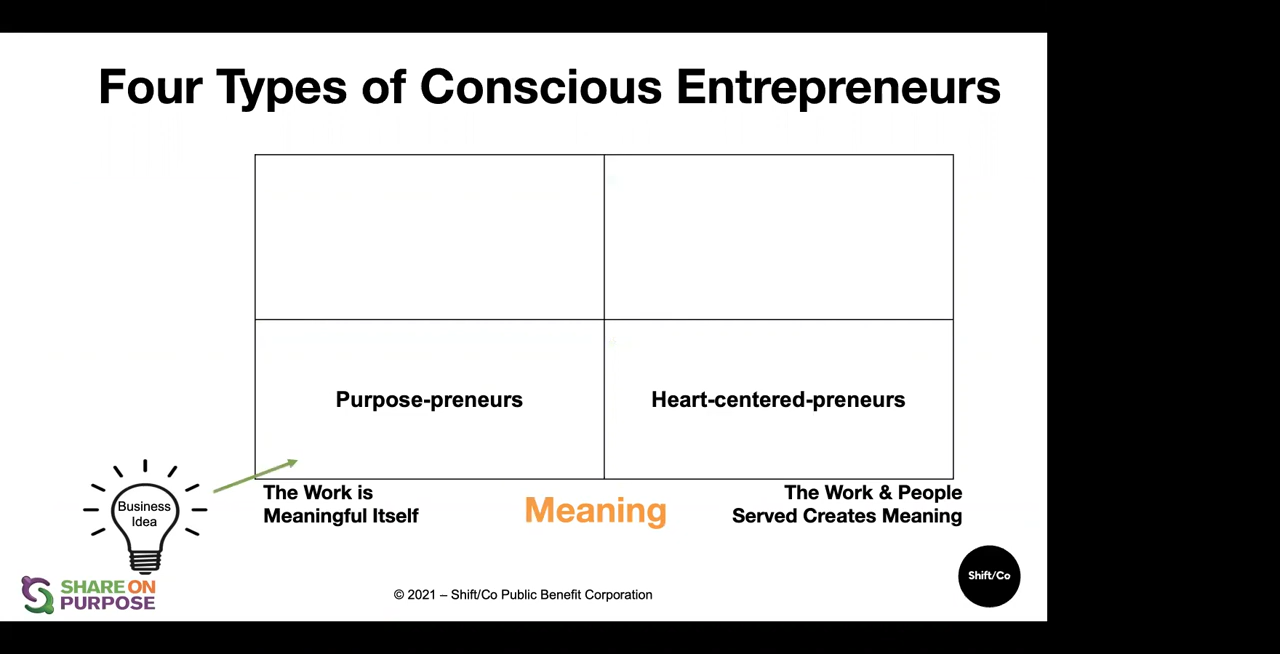 Four Types of Conscious Entrepreneurs
Purpose-preneurs
Heart-centered-preneurs
Business
Idea
The Work is
Meaningful Itself
Meaning
The Work & People
Served Creates Meaning
SHARE ON
PURPOSE
© 2021 – Shift/Co Public Benefit Corporation
Shift/Co